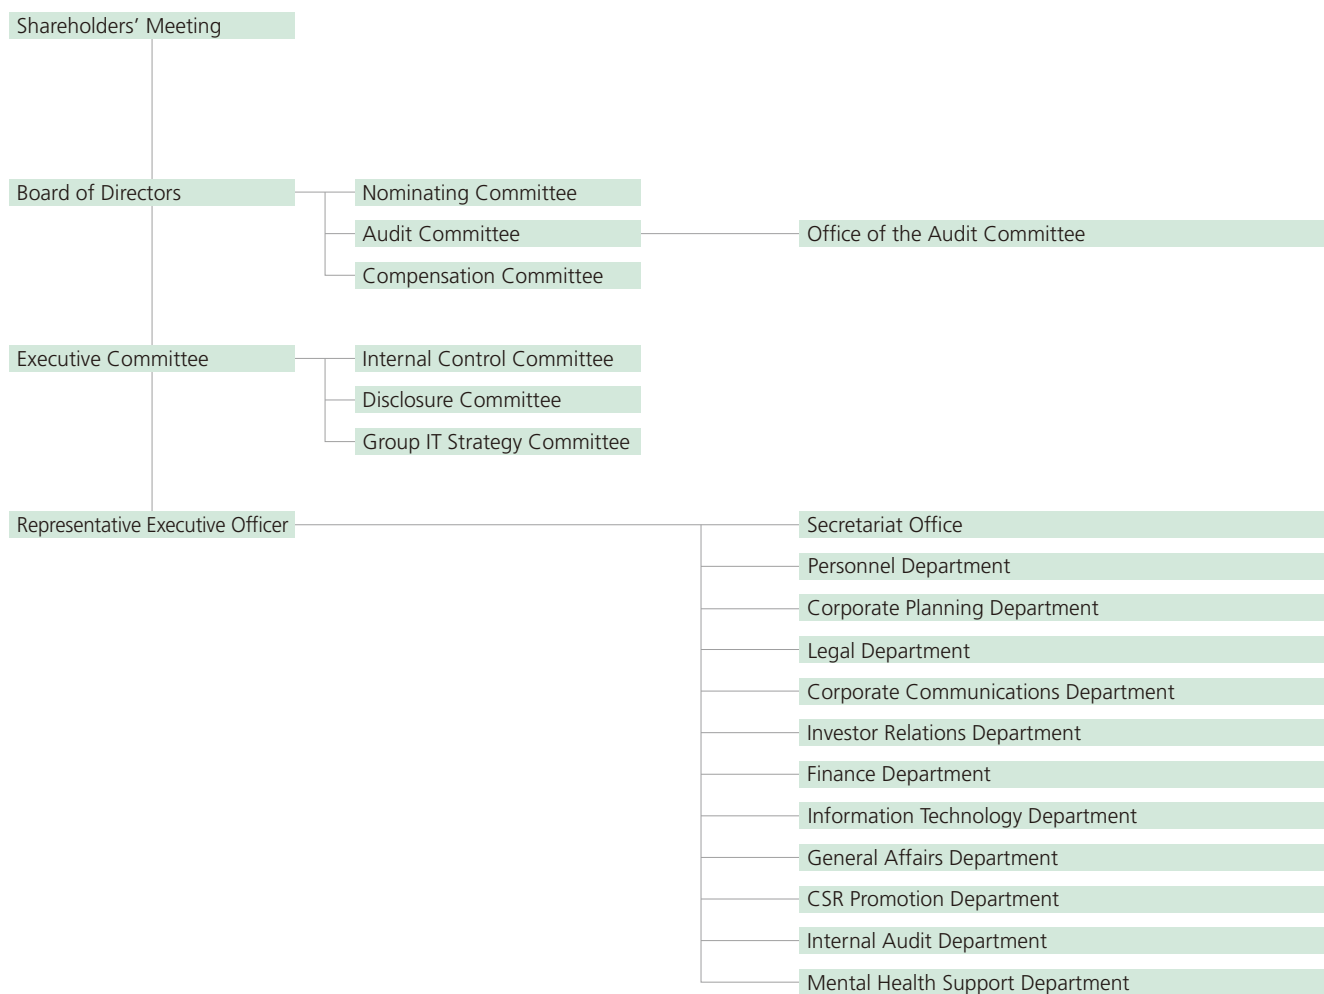 Shareholders’ Meeting
Board of Directors
Nominating Committee
Audit Committee
Office of the Audit Committee
Compensation Committee
Executive Committee
Internal Control Committee
Disclosure Committee
Group IT Strategy Committee
Representative Executive Officer
Secretariat Office
Personnel Department
Corporate Planning Department
Legal Department
Corporate Communications Department
Investor Relations Department
Finance Department
Information Technology Department
General Affairs Department
CSR Promotion Department
Internal Audit Department
Mental Health Support Department